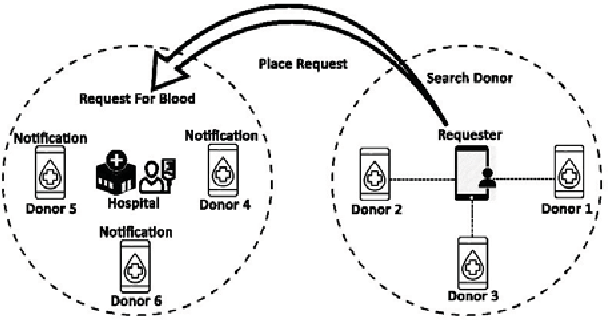 Place Request
Search Donor
Request For Blood
Requester
Notification
Notification
Donor 5
Hospital
Donor 4
Donor 2
Donor 1
Notification
Donor 3
Donor 6